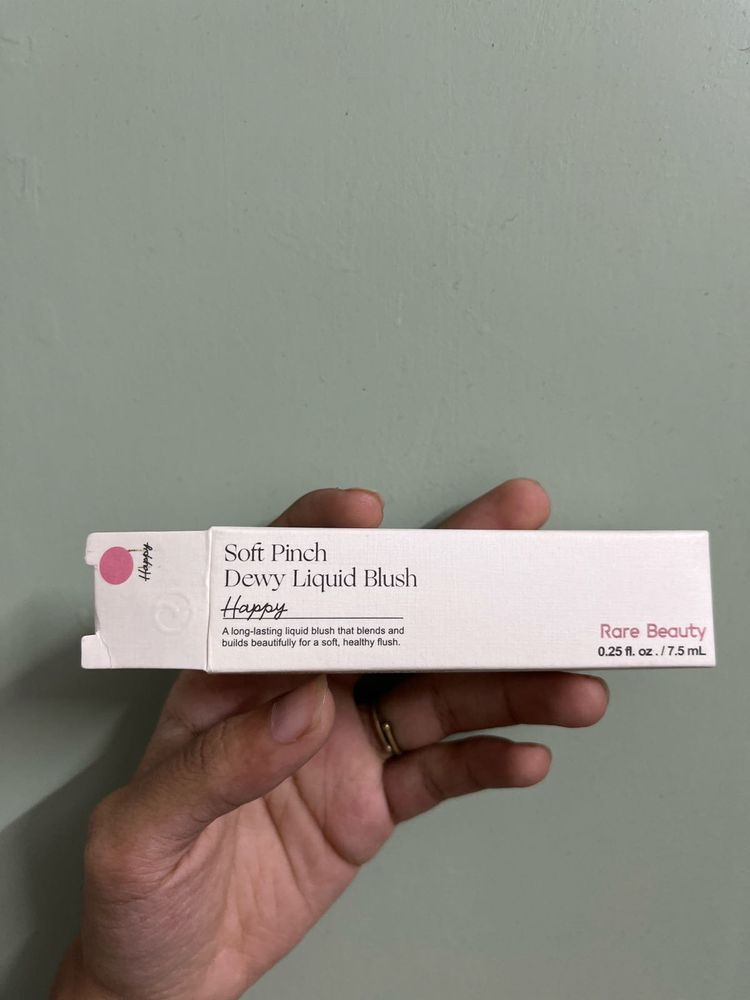 Happy
Soft Pinch
Dewy Liquid Blush
Happy
A long-lasting liquid blush that blends and
builds beautifully for a soft, healthy flush.
Rare Beauty
0.25 fl. oz . / 7.5 mL